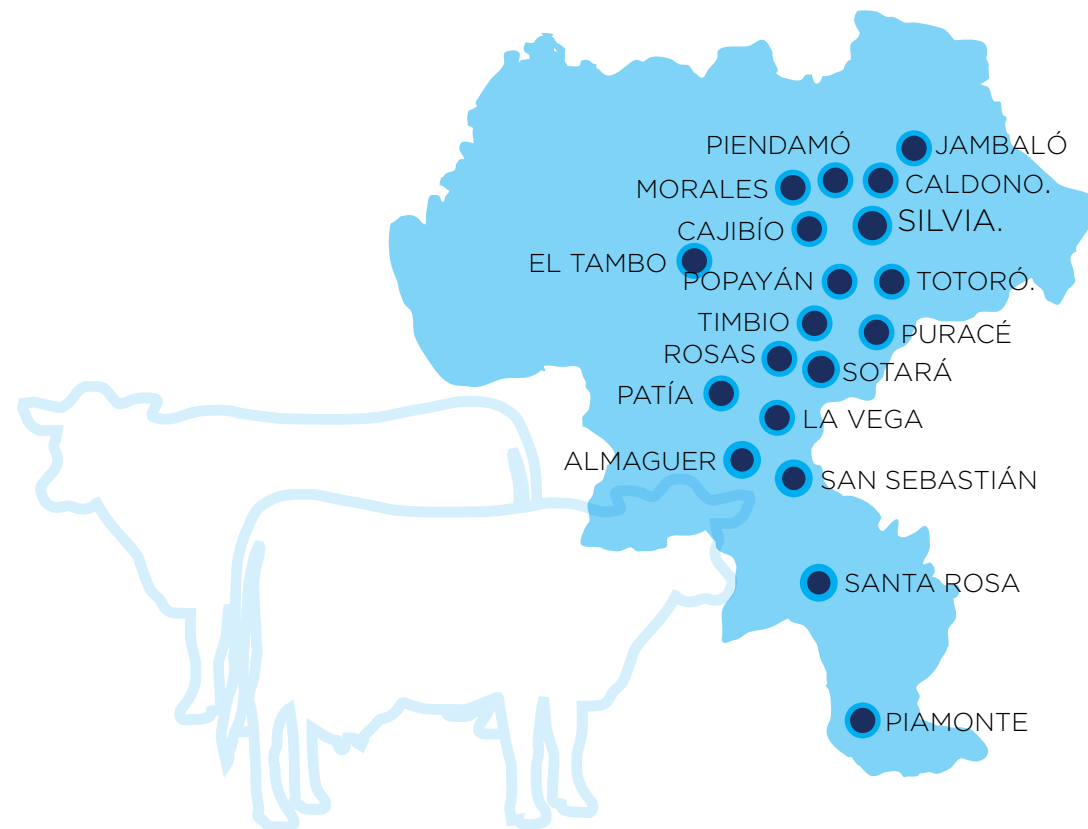 PIENDAMÓ
JAMBALÓ
MORALES
CALDONO.
CAJIBÍO
SILVIA.
EL TAMBO
POPAYÁN
TOTORÓ.
TIMBIO
PURACÉ
ROSAS
SOTARÁ
PATÍA
LA VEGA
ALMAGUER
SAN SEBASTIÁN
SANTA ROSA
PIAMONTE